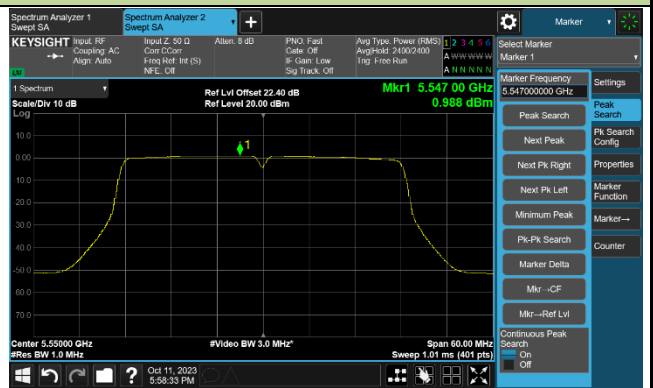 Spectrum Analyzer 1
Swept SA
Spectrum Analyzer 2
Swept SA
+
Marker
KEYSIGHT
Input: RF
Coupling: AC
Align: Auto
Input Z: 50 Ω
Corr CCorr
Freq Ref: Int (S)
NFE: Off
Atten: 8 dB
PNO: Fast
Gate: Off
IF Gain: Low
Sig Track: Off
Avg Type: Power (RMS)
Avg|Hold: 2400/2400
Trig: Free Run
1 2 3 4 5 6
A W W W W W
A N N N N N
LXI
1 Spectrum
Scale/Div 10 dB
Log
Ref Lvl Offset 22.40 dB
Ref Level 20.00 dBm
Mkr1 5.547 00 GHz
0.988 dBm
10.0
0.00
10.0
20.0
30.0
40.0
-50.0
60.0
70.0
1
Center 5.55000 GHz
#Res BW 1.0 MHz
#Video BW 3.0 MHz*
Span 60.00 MHz
Sweep 1.01 ms (401 pts)
?
Oct 11, 2023
5:58:33 PM
Select Marker
Marker 1
Marker Frequency
5.547000000 GHz
Peak Search
Next Peak
Next Pk Right
Next Pk Left
Minimum Peak
Pk-Pk Search
Marker Delta
Mkr→CF
Mkr→Ref Lvl
Continuous Peak
Search
On
Off
Settings
Peak
Search
Pk Search
Config
Properties
Marker
Function
Marker→
Counter